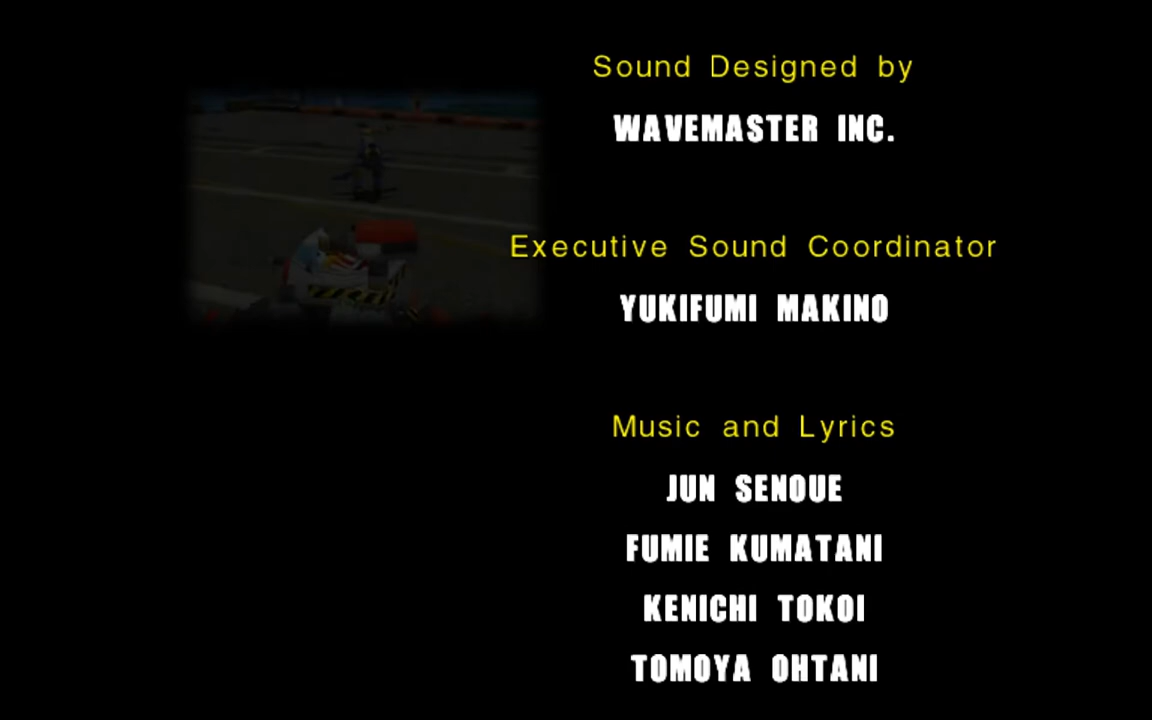 Sound Designed by
WAVEMASTER INC.
Executive Sound Coordinator
YUKIFUMI MAKINO
Music and Lyrics
JUN SENOUE
FUMIE KUMATANI
KENICHI TOKOI
TOMOYA OHTANI